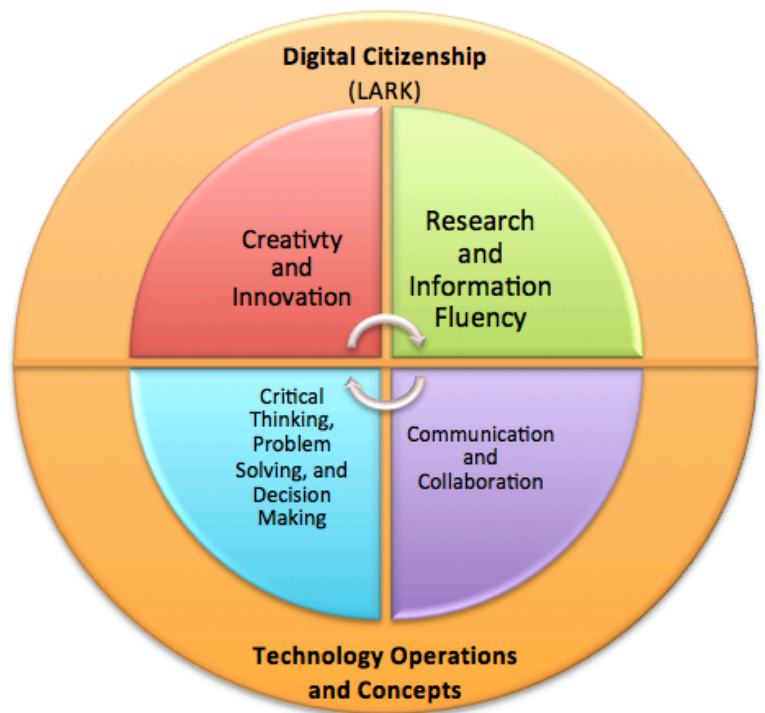 Digital Citizenship
(LARK)
Creativty
and
Innovation
Research
and
Information
Fluency
Critical
Thinking,
Problem
Solving, and
Decision
Making
Communication
and
Collaboration
Technology Operations
and Concepts